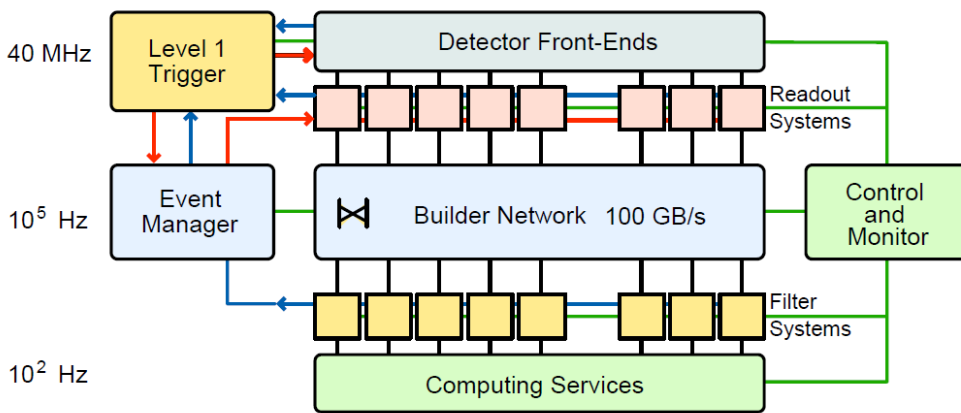 40 MHz
Level 1
Trigger
Detector Front-Ends
Readout
Systems
10⁵ Hz
Event
Manager
Builder Network 100 GB/s
Control
and
Monitor
Filter
Systems
10² Hz
Computing Services